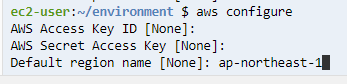 ec2-user:~/environment $ aws configure
AWS Access Key ID [None]:
AWS Secret Access Key [None]:
Default region name [None]: ap-northeast-1